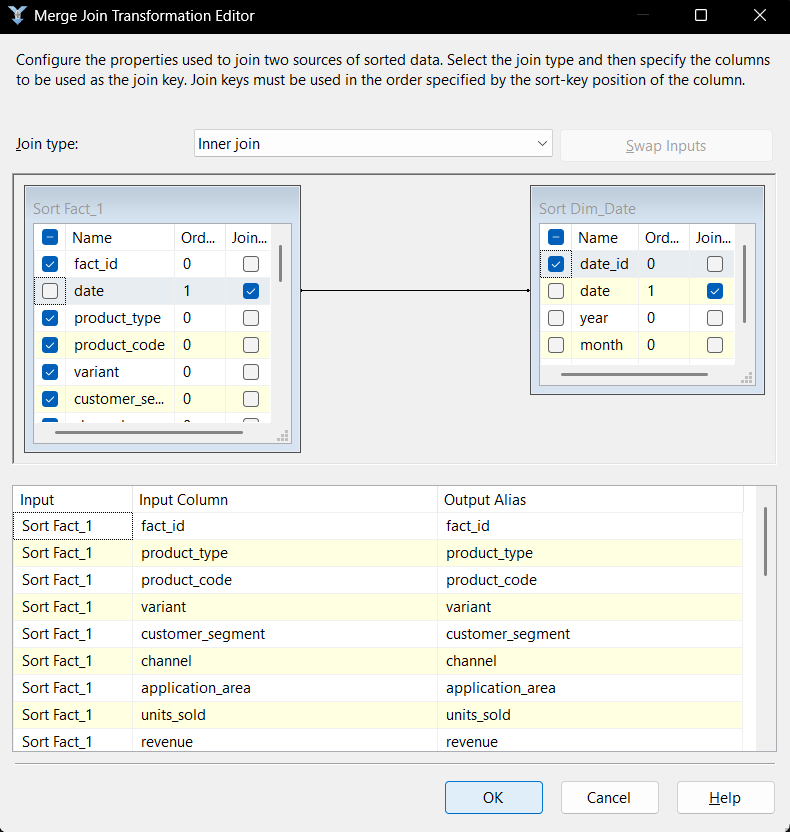 Merge Join Transformation Editor
Configure the properties used to join two sources of sorted data. Select the join type and then specify the columns
to be used as the join key. Join keys must be used in the order specified by the sort-key position of the column.
Join type: Inner join Swap Inputs
Sort Fact_1
Name Ord... Join...
fact_id 0
date 1
product_type 0
product_code 0
variant 0
customer_se... 0
Sort Dim_Date
Name Ord... Join...
date_id 0
date 1
year 0
month 0
Input Input Column Output Alias
Sort Fact_1 fact_id fact_id
Sort Fact_1 product_type product_type
Sort Fact_1 product_code product_code
Sort Fact_1 variant variant
Sort Fact_1 customer_segment customer_segment
Sort Fact_1 channel channel
Sort Fact_1 application_area application_area
Sort Fact_1 units_sold units_sold
Sort Fact_1 revenue revenue
OK Cancel Help